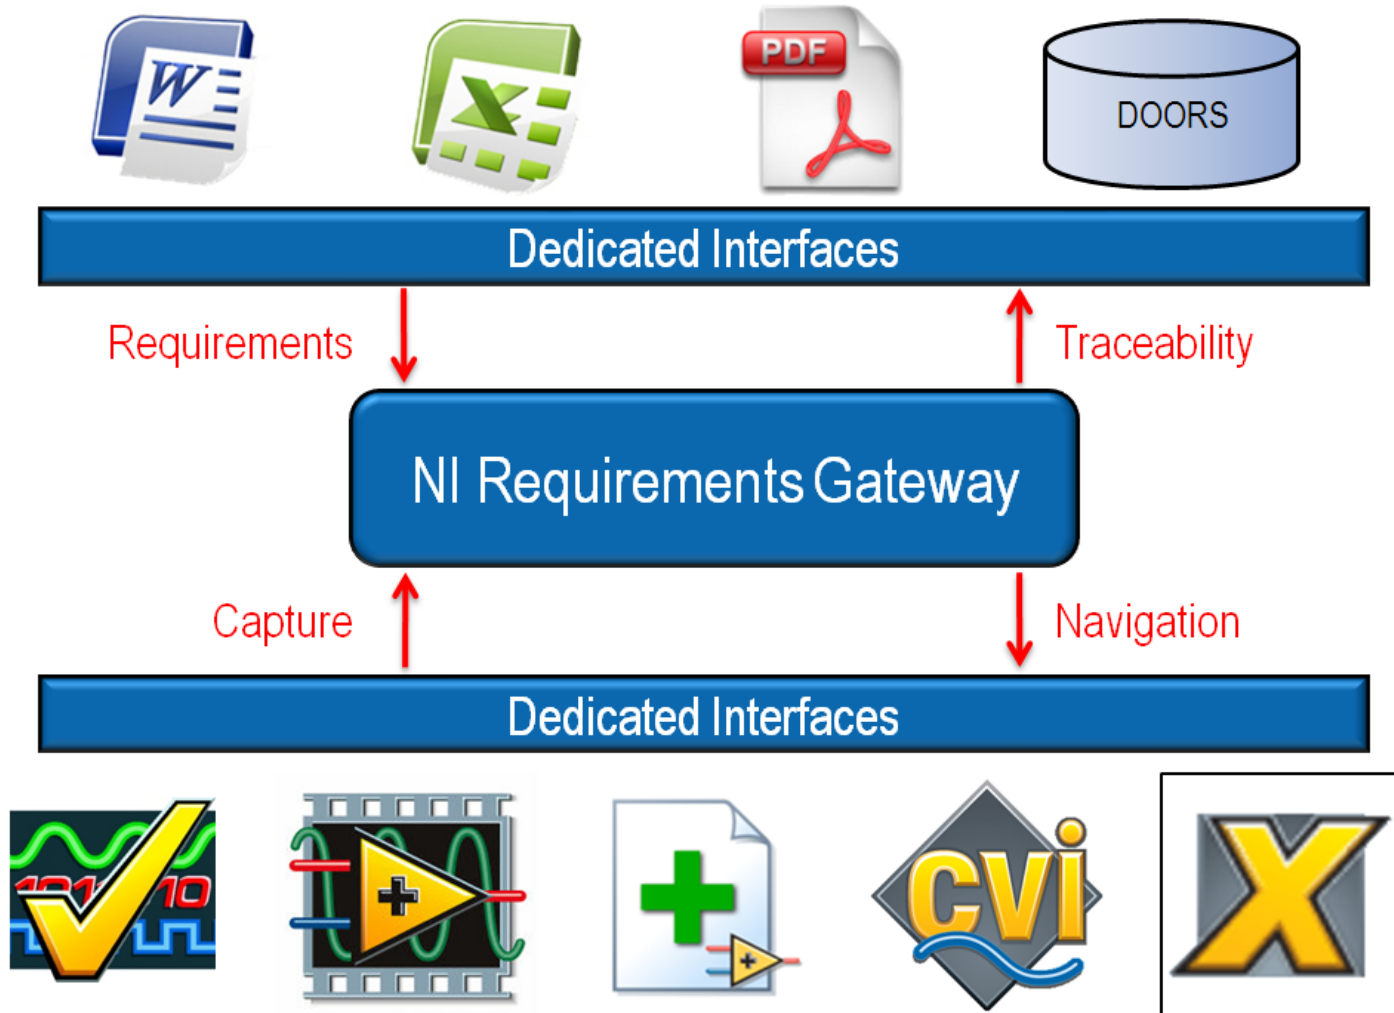 W
X
PDF
DOORS
Dedicated Interfaces
Requirements
Traceability
NI Requirements Gateway
Capture
Navigation
Dedicated Interfaces
CVi
X